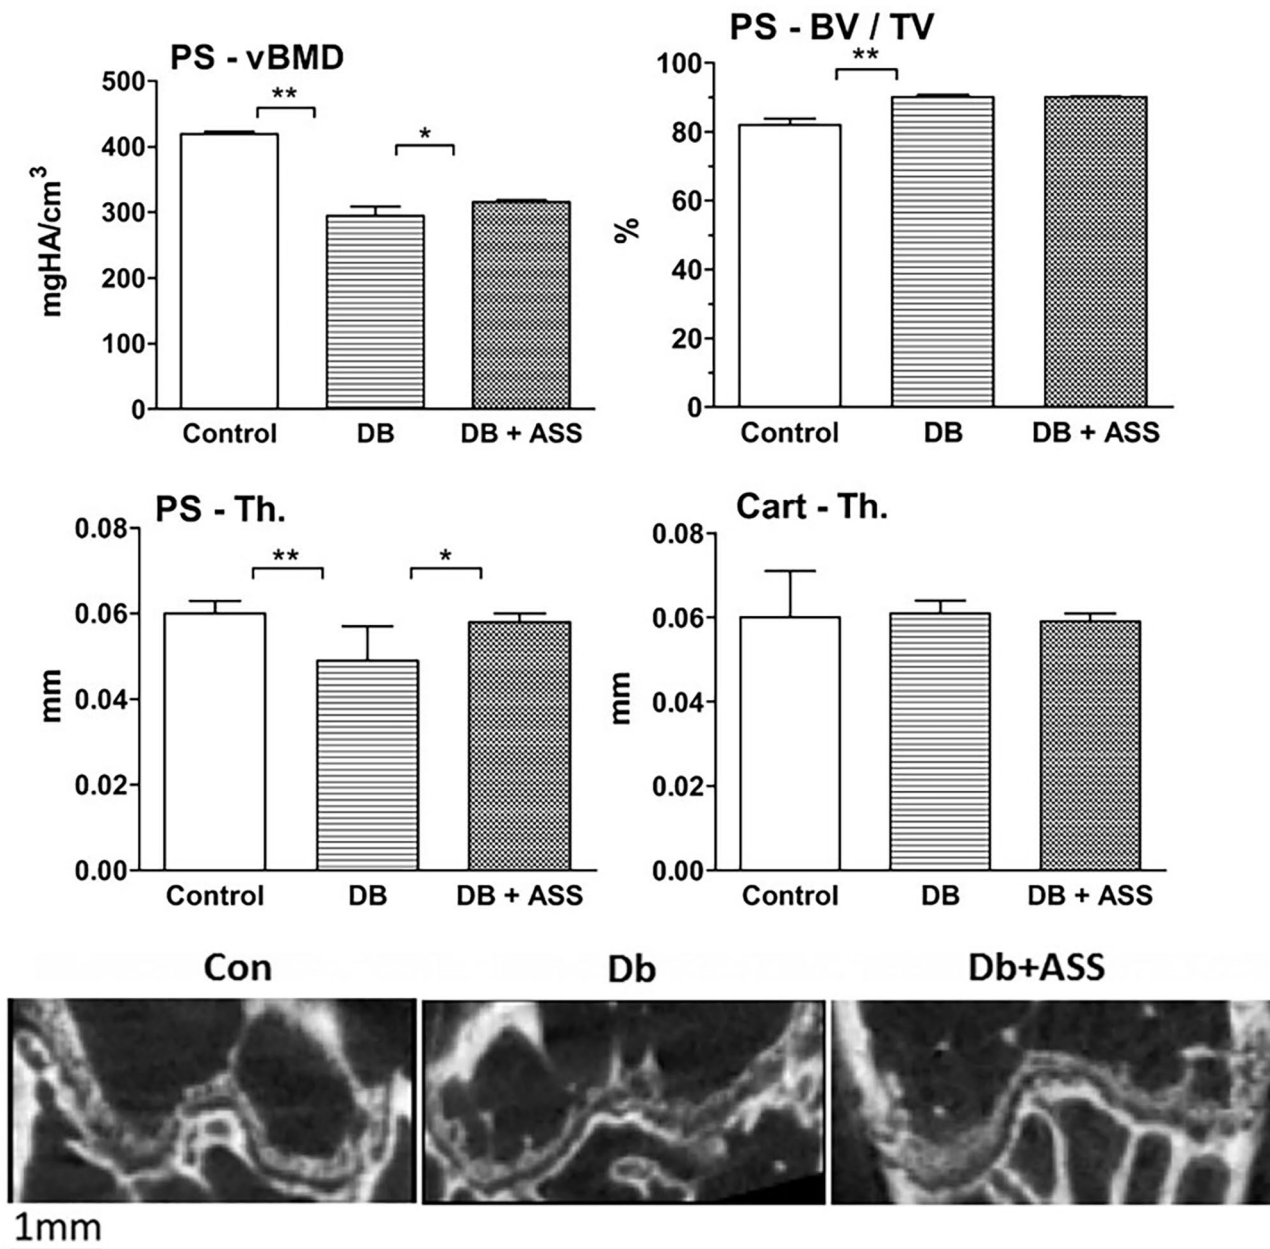 PS - vBMD
**
*
500
400
300
200
100
0
mgHA/cm³
Control DB DB + ASS
PS - BV / TV
**
100
80
60
40
20
0
%
Control DB DB + ASS
PS - Th.
** *
0.08
0.06
0.04
0.02
0.00
mm
Control DB DB + ASS
Cart - Th.
0.08
0.06
0.04
0.02
0.00
mm
Control DB DB + ASS
Con Db Db+ASS
1mm